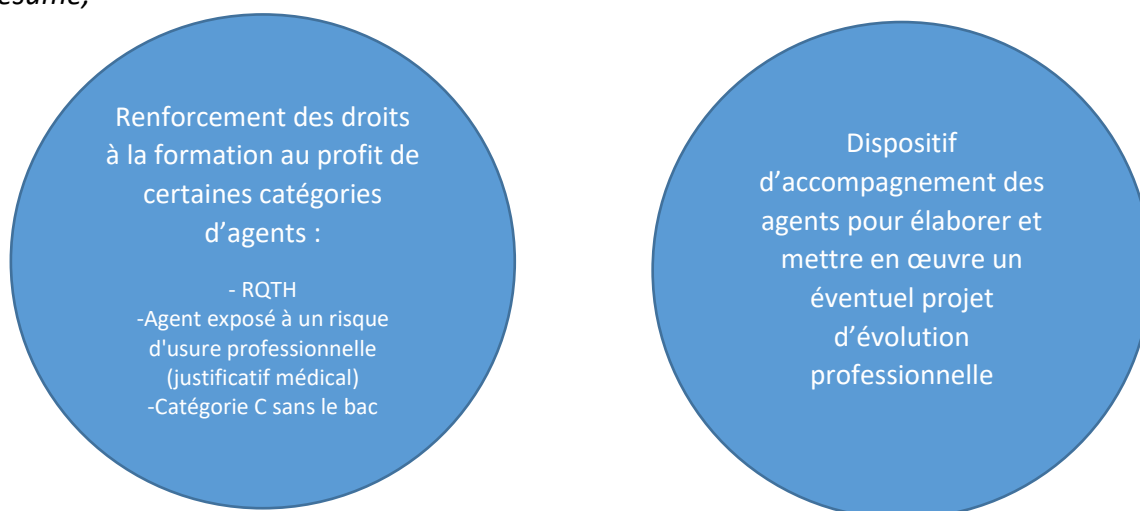 Renforcement des droits
à la formation au profit de
certaines catégories
d'agents :
- RQTH
-Agent exposé à un risque
d'usure professionnelle
(justificatif médical)
-Catégorie C sans le bac
Dispositif
d’accompagnement des
agents pour élaborer et
mettre en œuvre un
éventuel projet
d’évolution
professionnelle